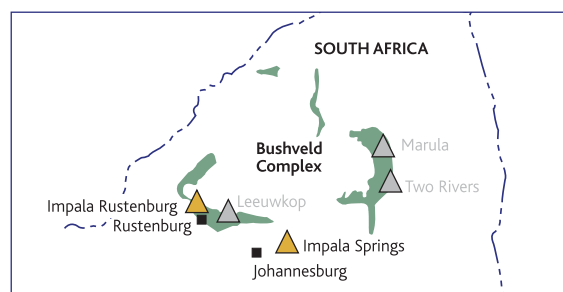 SOUTH AFRICA
Marula
Bushveld
Complex
Two Rivers
Impala Rustenburg
Leeuwkop
Rustenburg
Impala Springs
Johannesburg